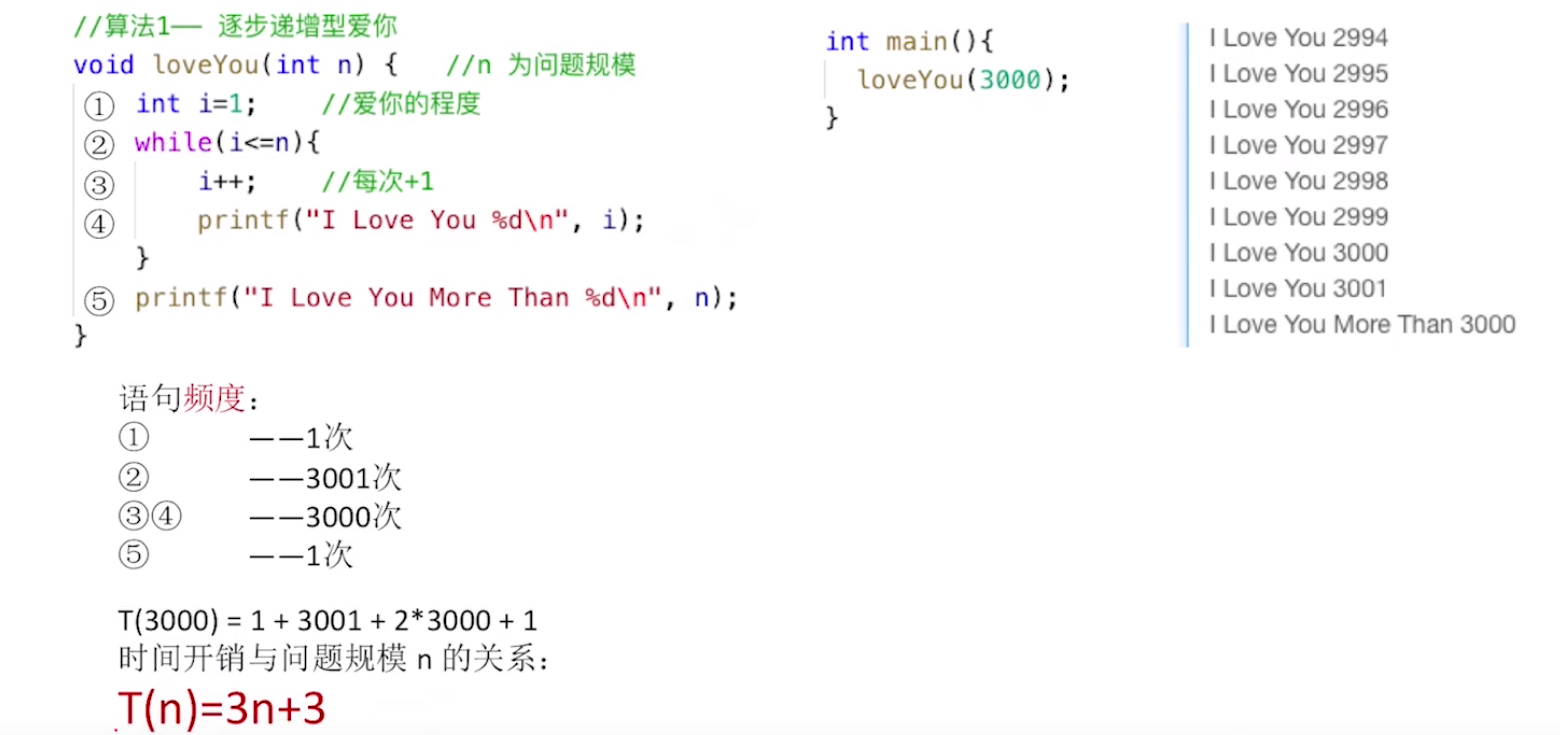 //算法1— 逐步递增型爱你
void loveYou(int n) {   //n 为问题规模
① int i=1;    //爱你的程度
② while(i<=n){
③     i++;    //每次+1
④     printf("I Love You %d\n", i);
}
⑤ printf("I Love You More Than %d\n", n);
}
int main(){
loveYou(3000);
}
I Love You 2994
I Love You 2995
I Love You 2996
I Love You 2997
I Love You 2998
I Love You 2999
I Love You 3000
I Love You 3001
I Love You More Than 3000
语句频度：
① ——1次
② ——3001次
③④ ——3000次
⑤ ——1次
T(3000) = 1 + 3001 + 2*3000 + 1
时间开销与问题规模 n 的关系：
T(n)=3n+3